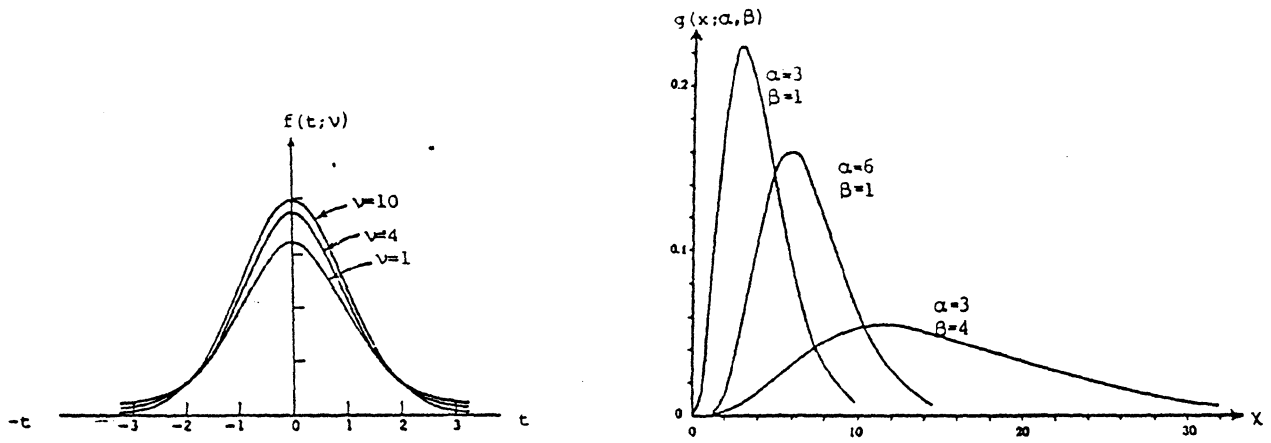 f(t;ν)
ν=10
ν=4
ν=1
-t -3 -2 -1 0 1 2 3 t
g(x;α,β)
α=3
β=1
0.2
α=6
β=1
0.1
α=3
β=4
0
0 10 20 30 X